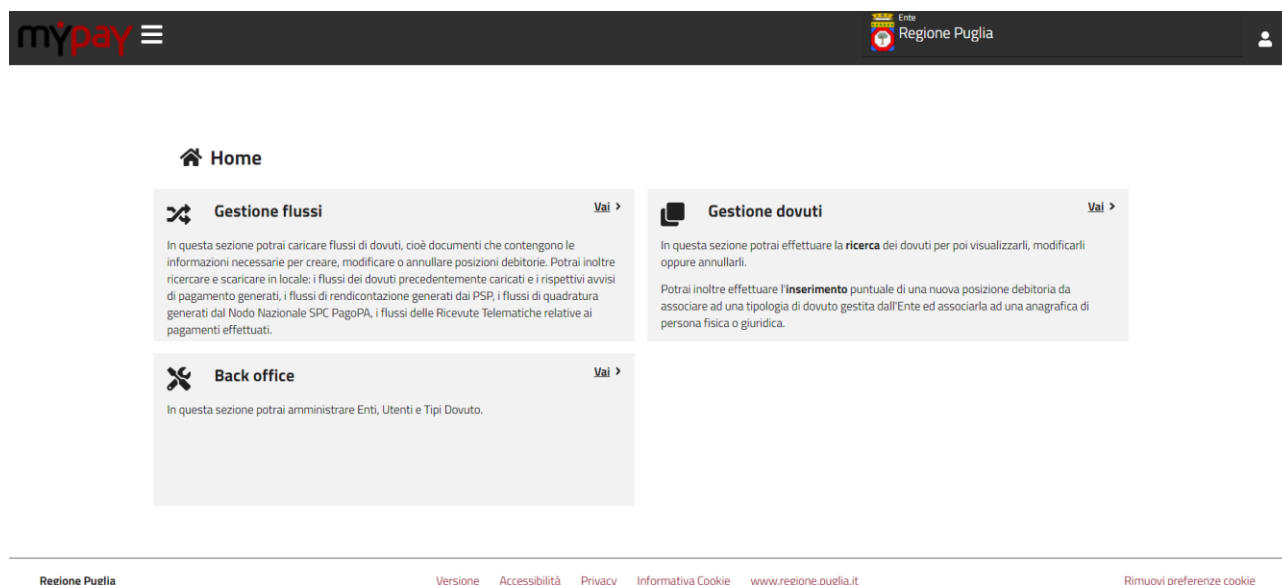 mypay
Ente
Regione Puglia
Home
Gestione flussi
Vai
In questa sezione potrai caricare flussi di dovuti, cioè documenti che contengono le
informazioni necessarie per creare, modificare o annullare posizioni debitorie. Potrai inoltre
ricercare e scaricare in locale: i flussi dei dovuti precedentemente caricati e i rispettivi avvisi
di pagamento generati, i flussi di rendicontazione generati dai PSP, i flussi di quadratura
generati dal Nodo Nazionale SPC PagoPA, i flussi delle Ricevute Telematiche relative ai
pagamenti effettuati.
Gestione dovuti
Vai
In questa sezione potrai effettuare la ricerca dei dovuti per poi visualizzarli, modificarli
oppure annullarli.
Potrai inoltre effettuare l'inserimento puntuale di una nuova posizione debitoria da
associare ad una tipologia di dovuto gestita dall'Ente ed associarla ad una anagrafica di
persona fisica o giuridica.
Back office
Vai
In questa sezione potrai amministrare Enti, Utenti e Tipi Dovuto.
Regione Puglia
Versione Accessibilità Privacy Informativa Cookie www.regione.puglia.it
Rimuovi preferenze cookie